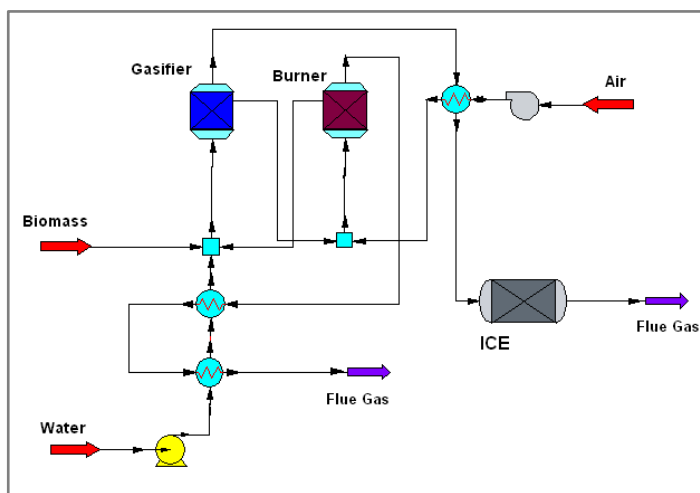 Gasifier
Burner
Air
Biomass
Flue Gas
ICE
Flue Gas
Water